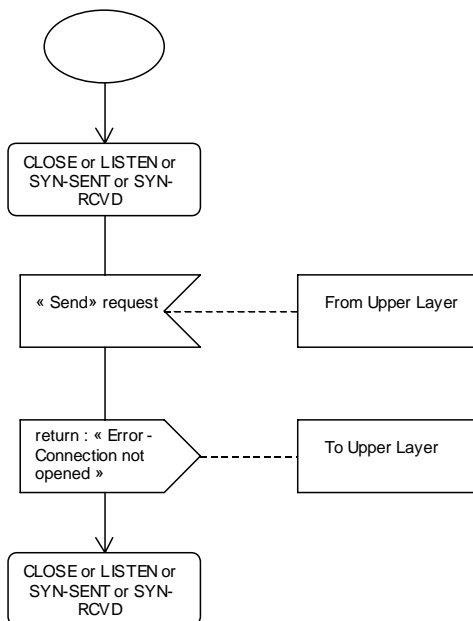 CLOSE or LISTEN or
SYN-SENT or SYN-
RCVD
« Send» request
From Upper Layer
return : « Error -
Connection not
opened »
To Upper Layer
CLOSE or LISTEN or
SYN-SENT or SYN-
RCVD